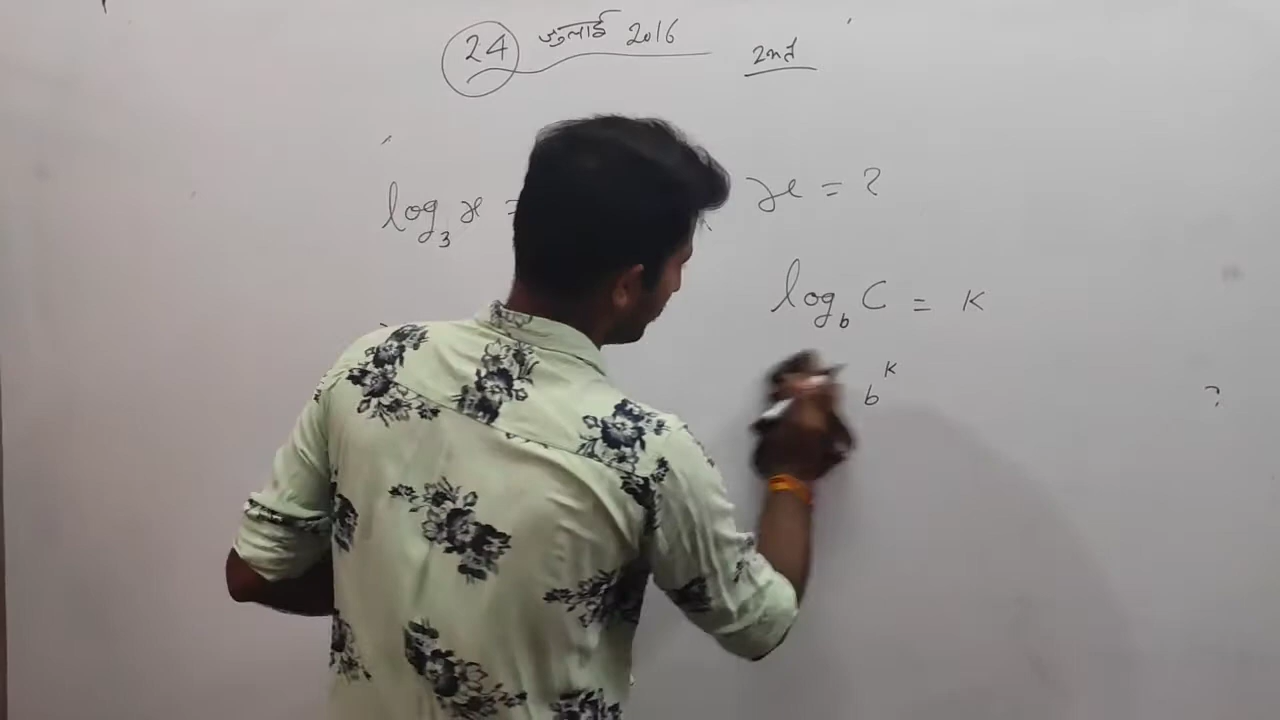 24 जुलाई 2016 2nd
log₃ x = x = ?
log_b C = K
b^K
?